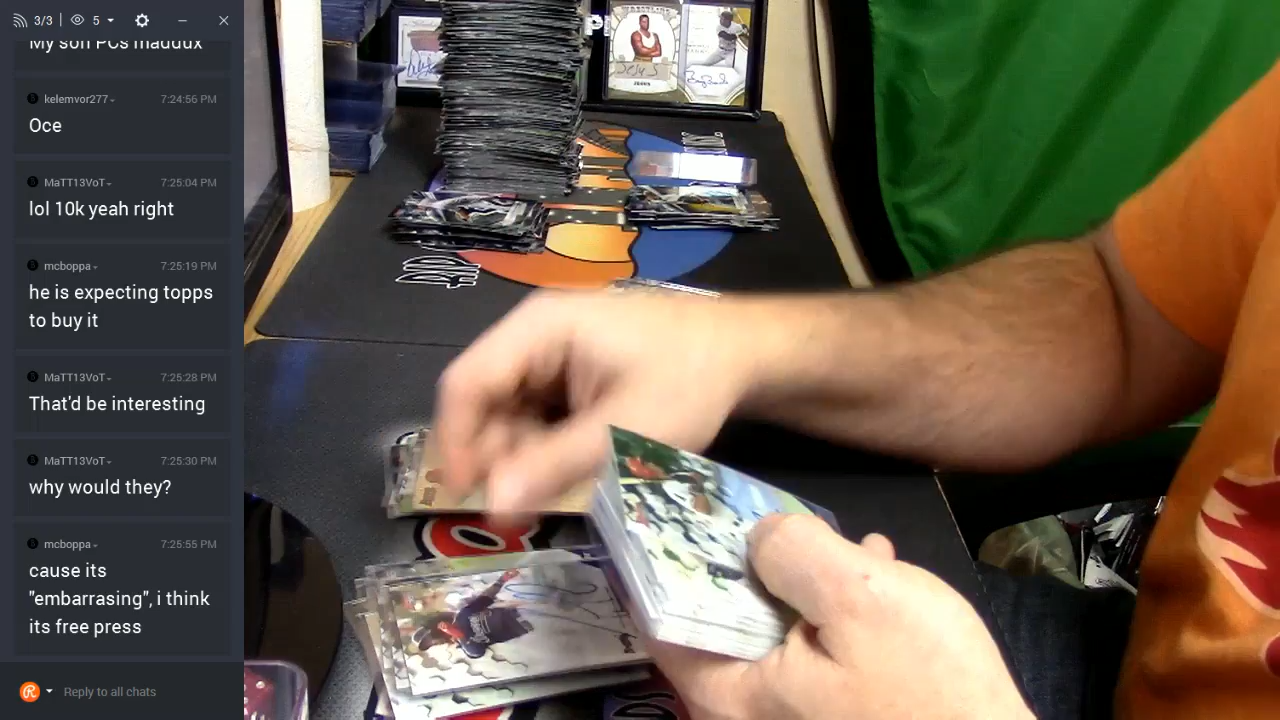 3/3
5
My son PCs maddux
kelemvor277
7:24:56 PM
Oce
MaTT13VoT
7:25:04 PM
lol 10k yeah right
mcboppa
7:25:19 PM
he is expecting topps
to buy it
MaTT13VoT
7:25:28 PM
That'd be interesting
MaTT13VoT
7:25:30 PM
why would they?
mcboppa
7:25:55 PM
cause its
"embarrasing", i think
its free press
Reply to all chats